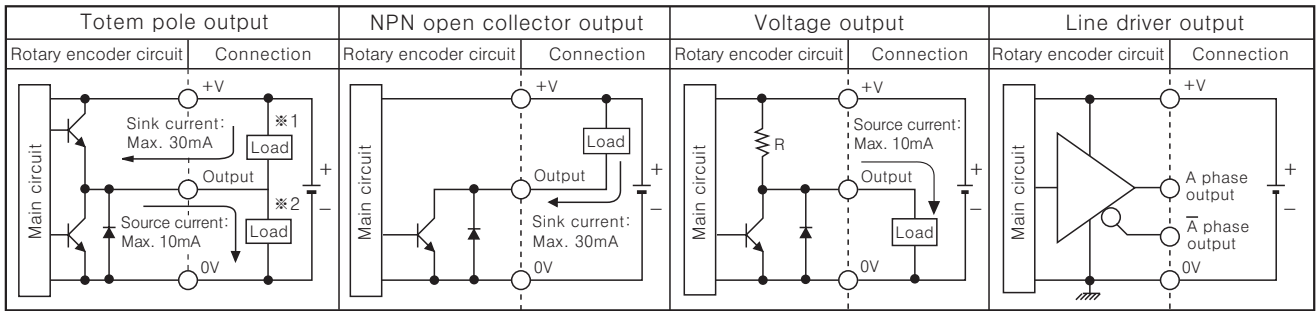 Totem pole output
NPN open collector output
Voltage output
Line driver output
Rotary encoder circuit
Connection
Rotary encoder circuit
Connection
Rotary encoder circuit
Connection
Rotary encoder circuit
Connection
Main circuit
+V
Sink current:
Max. 30mA
※1
Load
Output
Source current:
Max. 10mA
※2
Load
+
−
0V
Main circuit
+V
Load
Output
Sink current:
Max. 30mA
+
−
0V
Main circuit
+V
R
Source current:
Max. 10mA
Output
Load
+
−
0V
Main circuit
+V
A phase
output
A̅ phase
output
+
−
0V